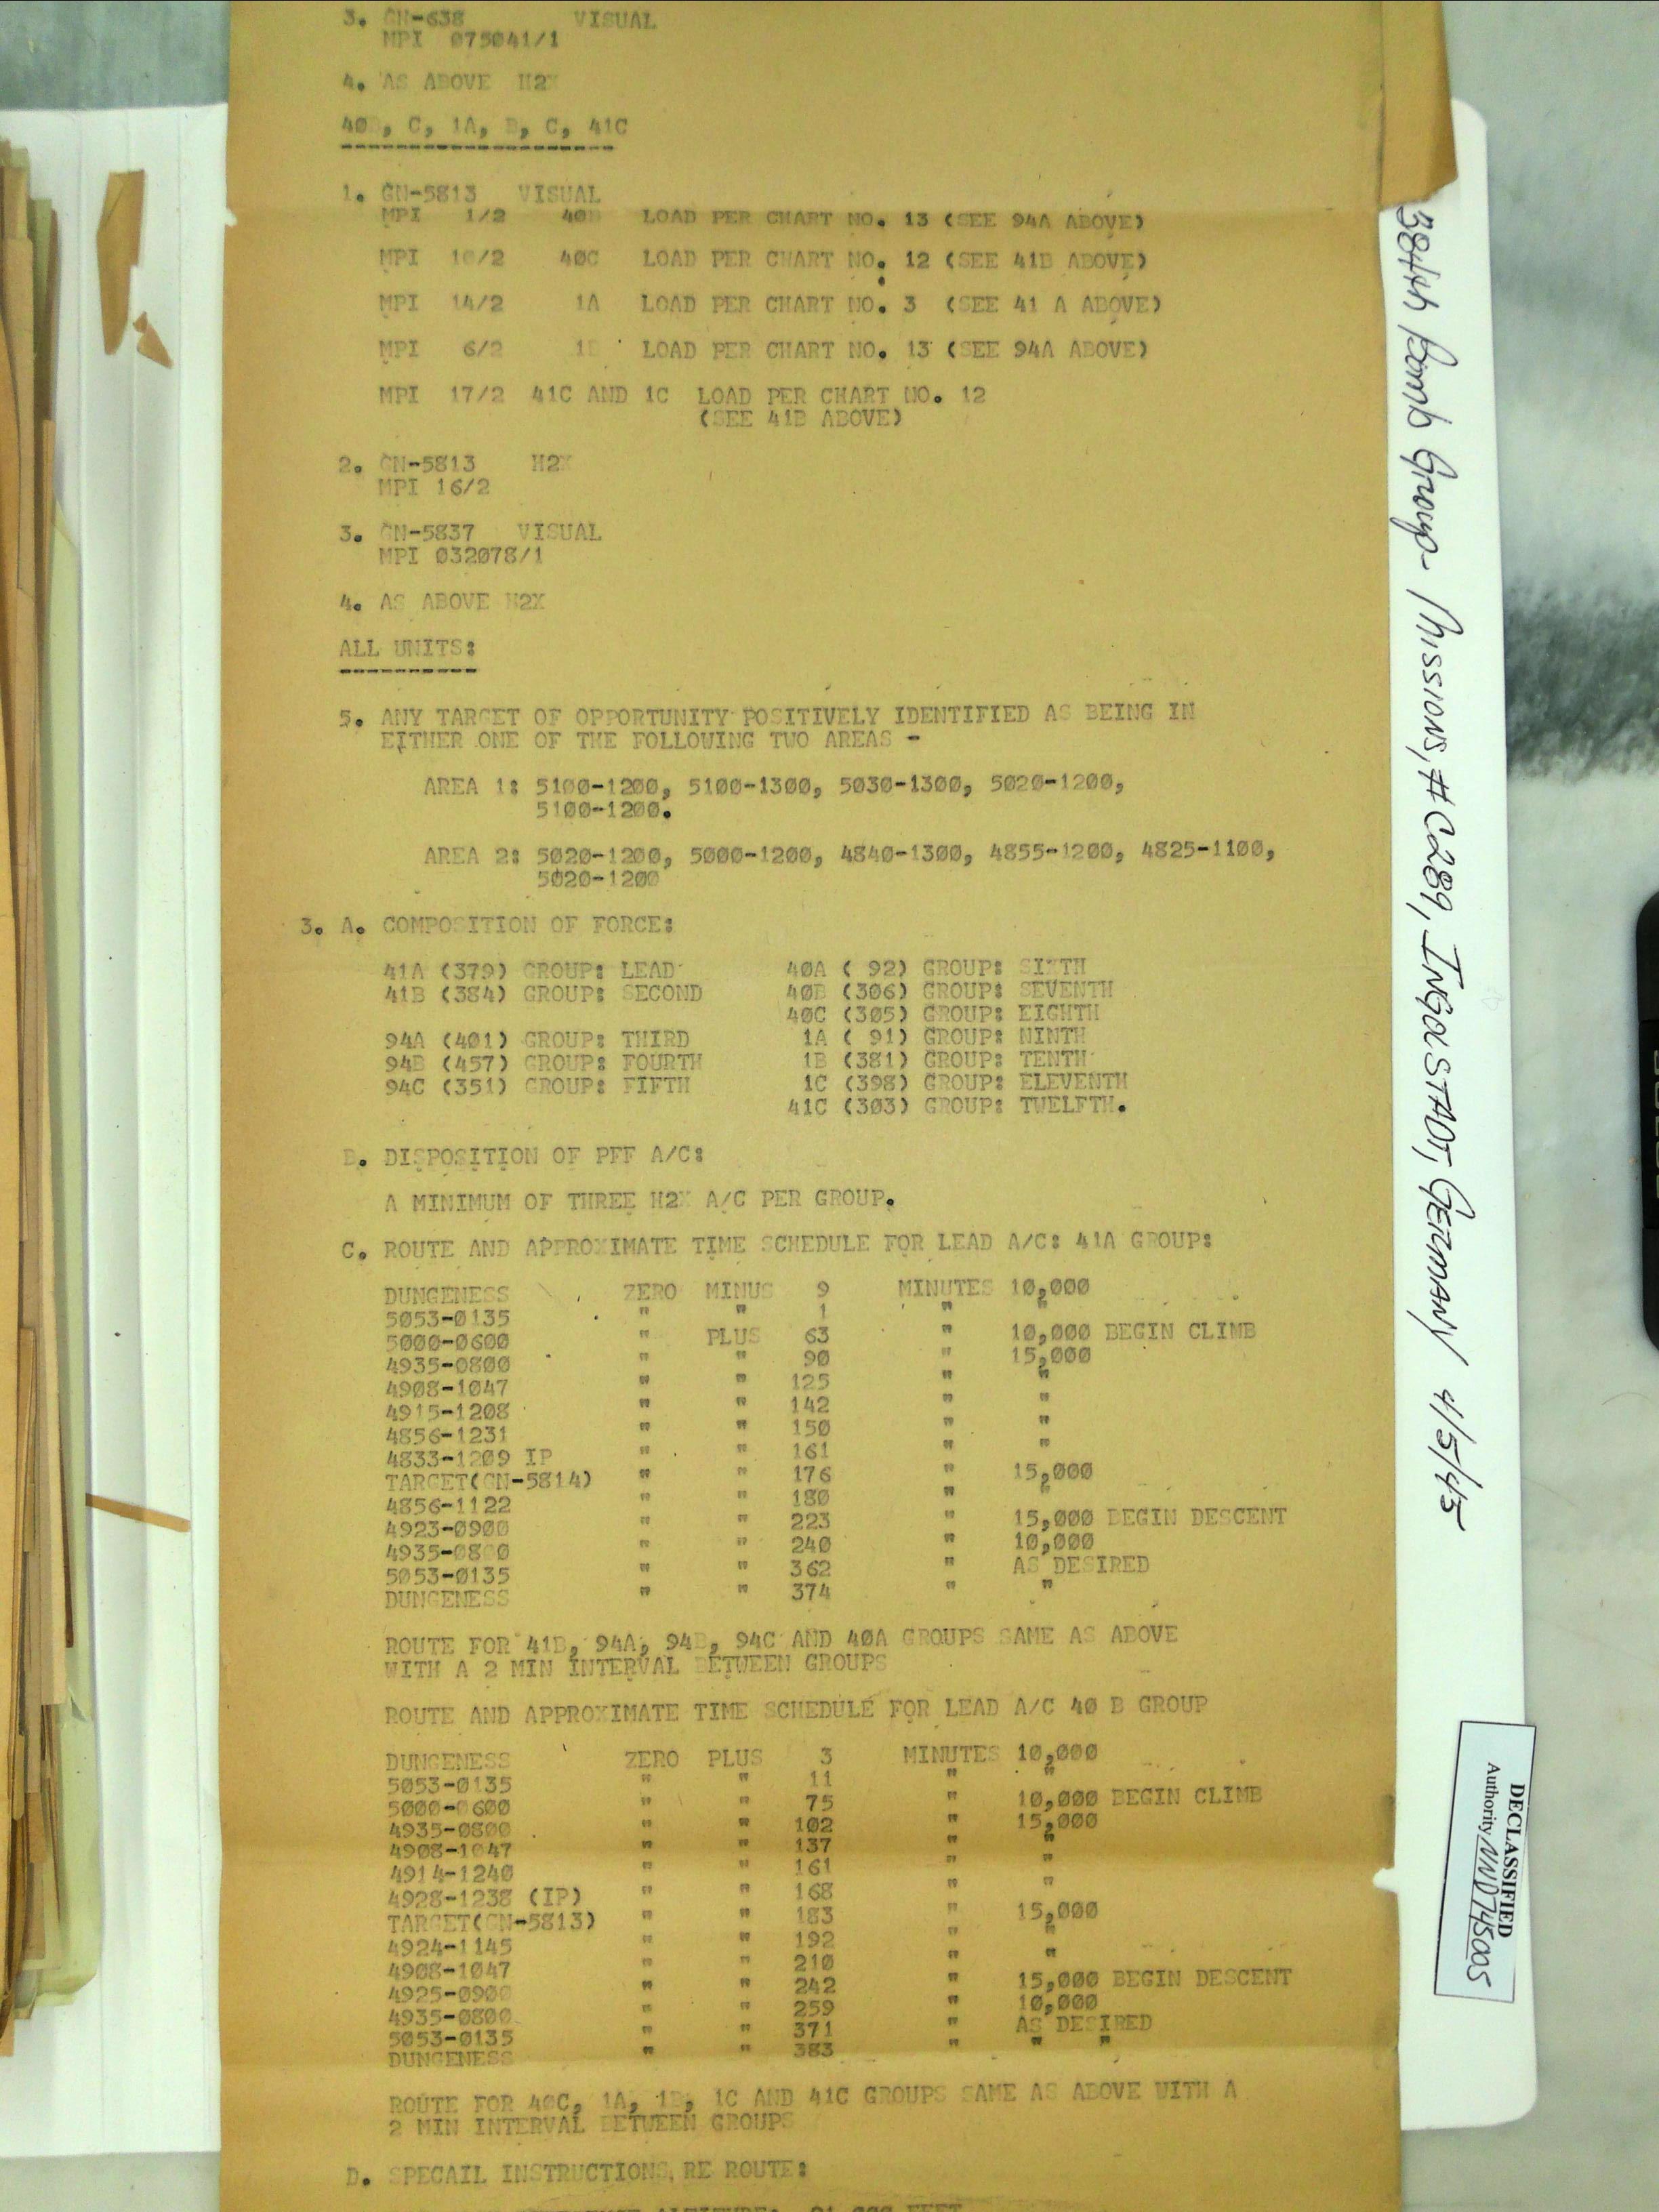 3. GN-638 VISUAL
MPI 075041/1
4. AS ABOVE H2X
40B, C, 1A, B, C, 41C
1. GN-5813 VISUAL
MPI 1/2 40B LOAD PER CHART NO. 13 (SEE 94A ABOVE)
MPI 10/2 40C LOAD PER CHART NO. 12 (SEE 41B ABOVE)
MPI 14/2 1A LOAD PER CHART NO. 3 (SEE 41 A ABOVE)
MPI 6/2 1B LOAD PER CHART NO. 13 (SEE 94A ABOVE)
MPI 17/2 41C AND 1C LOAD PER CHART NO. 12
(SEE 41B ABOVE)
2. GN-5813 H2X
MPI 16/2
3. GN-5837 VISUAL
MPI 032078/1
4. AS ABOVE H2X
ALL UNITS:
5. ANY TARGET OF OPPORTUNITY POSITIVELY IDENTIFIED AS BEING IN
EITHER ONE OF THE FOLLOWING TWO AREAS -
AREA 1: 5100-1200, 5100-1300, 5030-1300, 5020-1200,
5100-1200.
AREA 2: 5020-1200, 5000-1200, 4840-1300, 4855-1200, 4825-1100,
5020-1200
3. A. COMPOSITION OF FORCE:
41A (379) GROUP: LEAD 40A ( 92) GROUP: SIXTH
41B (384) GROUP: SECOND 40B (306) GROUP: SEVENTH
40C (305) GROUP: EIGHTH
94A (401) GROUP: THIRD 1A ( 91) GROUP: NINTH
94B (457) GROUP: FOURTH 1B (381) GROUP: TENTH
94C (351) GROUP: FIFTH 1C (398) GROUP: ELEVENTH
41C (303) GROUP: TWELFTH.
B. DISPOSITION OF PFF A/C:
A MINIMUM OF THREE H2X A/C PER GROUP.
C. ROUTE AND APPROXIMATE TIME SCHEDULE FOR LEAD A/C: 41A GROUP:
DUNGENESS ZERO MINUS 9 MINUTES 10,000
5053-0135 " " 1 " "
5000-0600 " PLUS 63 " 10,000 BEGIN CLIMB
4935-0800 " " 90 " 15,000
4908-1047 " " 125 " "
4915-1208 " " 142 " "
4856-1231 " " 150 " "
4833-1209 IP " " 161 " "
TARGET(GN-5814) " " 176 " 15,000
4856-1122 " " 180 " "
4923-0900 " " 223 " 15,000 BEGIN DESCENT
4935-0800 " " 240 " 10,000
5053-0135 " " 362 " AS DESIRED
DUNGENESS " " 374 " "
ROUTE FOR 41B, 94A, 94B, 94C AND 40A GROUPS SAME AS ABOVE
WITH A 2 MIN INTERVAL BETWEEN GROUPS
ROUTE AND APPROXIMATE TIME SCHEDULE FOR LEAD A/C 40 B GROUP
DUNGENESS ZERO PLUS 3 MINUTES 10,000
5053-0135 " " 11 " "
5000-0600 " " 75 " 10,000 BEGIN CLIMB
4935-0800 " " 102 " 15,000
4908-1047 " " 137 " "
4914-1240 " " 161 " "
4928-1238 (IP) " " 168 " "
TARGET(GN-5813) " " 183 " 15,000
4924-1145 " " 192 " "
4908-1047 " " 210 " "
4925-0900 " " 242 " 15,000 BEGIN DESCENT
4935-0800 " " 259 " 10,000
5053-0135 " " 371 " AS DESIRED
DUNGENESS " " 383 " " "
ROUTE FOR 40C, 1A, 1B, 1C AND 41C GROUPS SAME AS ABOVE WITH A
2 MIN INTERVAL BETWEEN GROUPS
D. SPECAIL INSTRUCTIONS, RE ROUTE:
ALTITUDE: 21,000 FEET
384th Bomb Group - Missions, # C289, INGOLSTADT, GERMANY 4/5/45
DECLASSIFIED
Authority NND745005